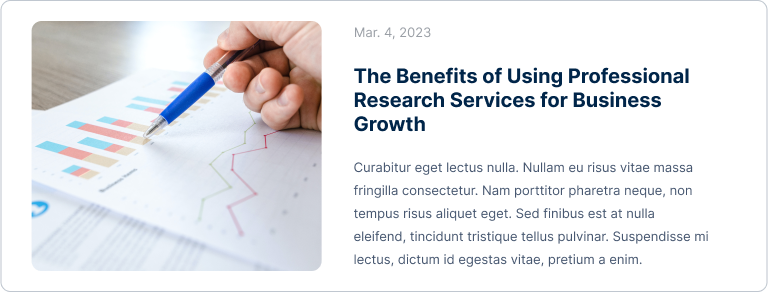 Mar. 4, 2023
The Benefits of Using Professional
Research Services for Business
Growth
Curabitur eget lectus nulla. Nullam eu risus vitae massa
fringilla consectetur. Nam porttitor pharetra neque, non
tempus risus aliquet eget. Sed finibus est at nulla
eleifend, tincidunt tristique tellus pulvinar. Suspendisse mi
lectus, dictum id egestas vitae, pretium a enim.